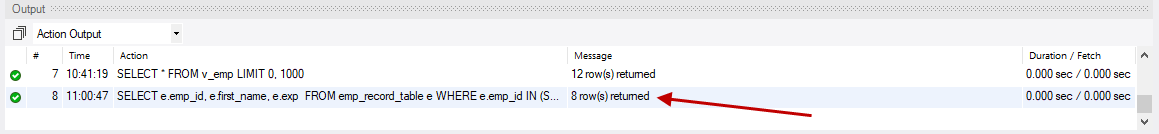 Output
Action Output
# Time Action Message Duration / Fetch
7 10:41:19 SELECT * FROM v_emp LIMIT 0, 1000 12 row(s) returned 0.000 sec / 0.000 sec
8 11:00:47 SELECT e.emp_id, e.first_name, e.exp FROM emp_record_table e WHERE e.emp_id IN (S... 8 row(s) returned 0.000 sec / 0.000 sec